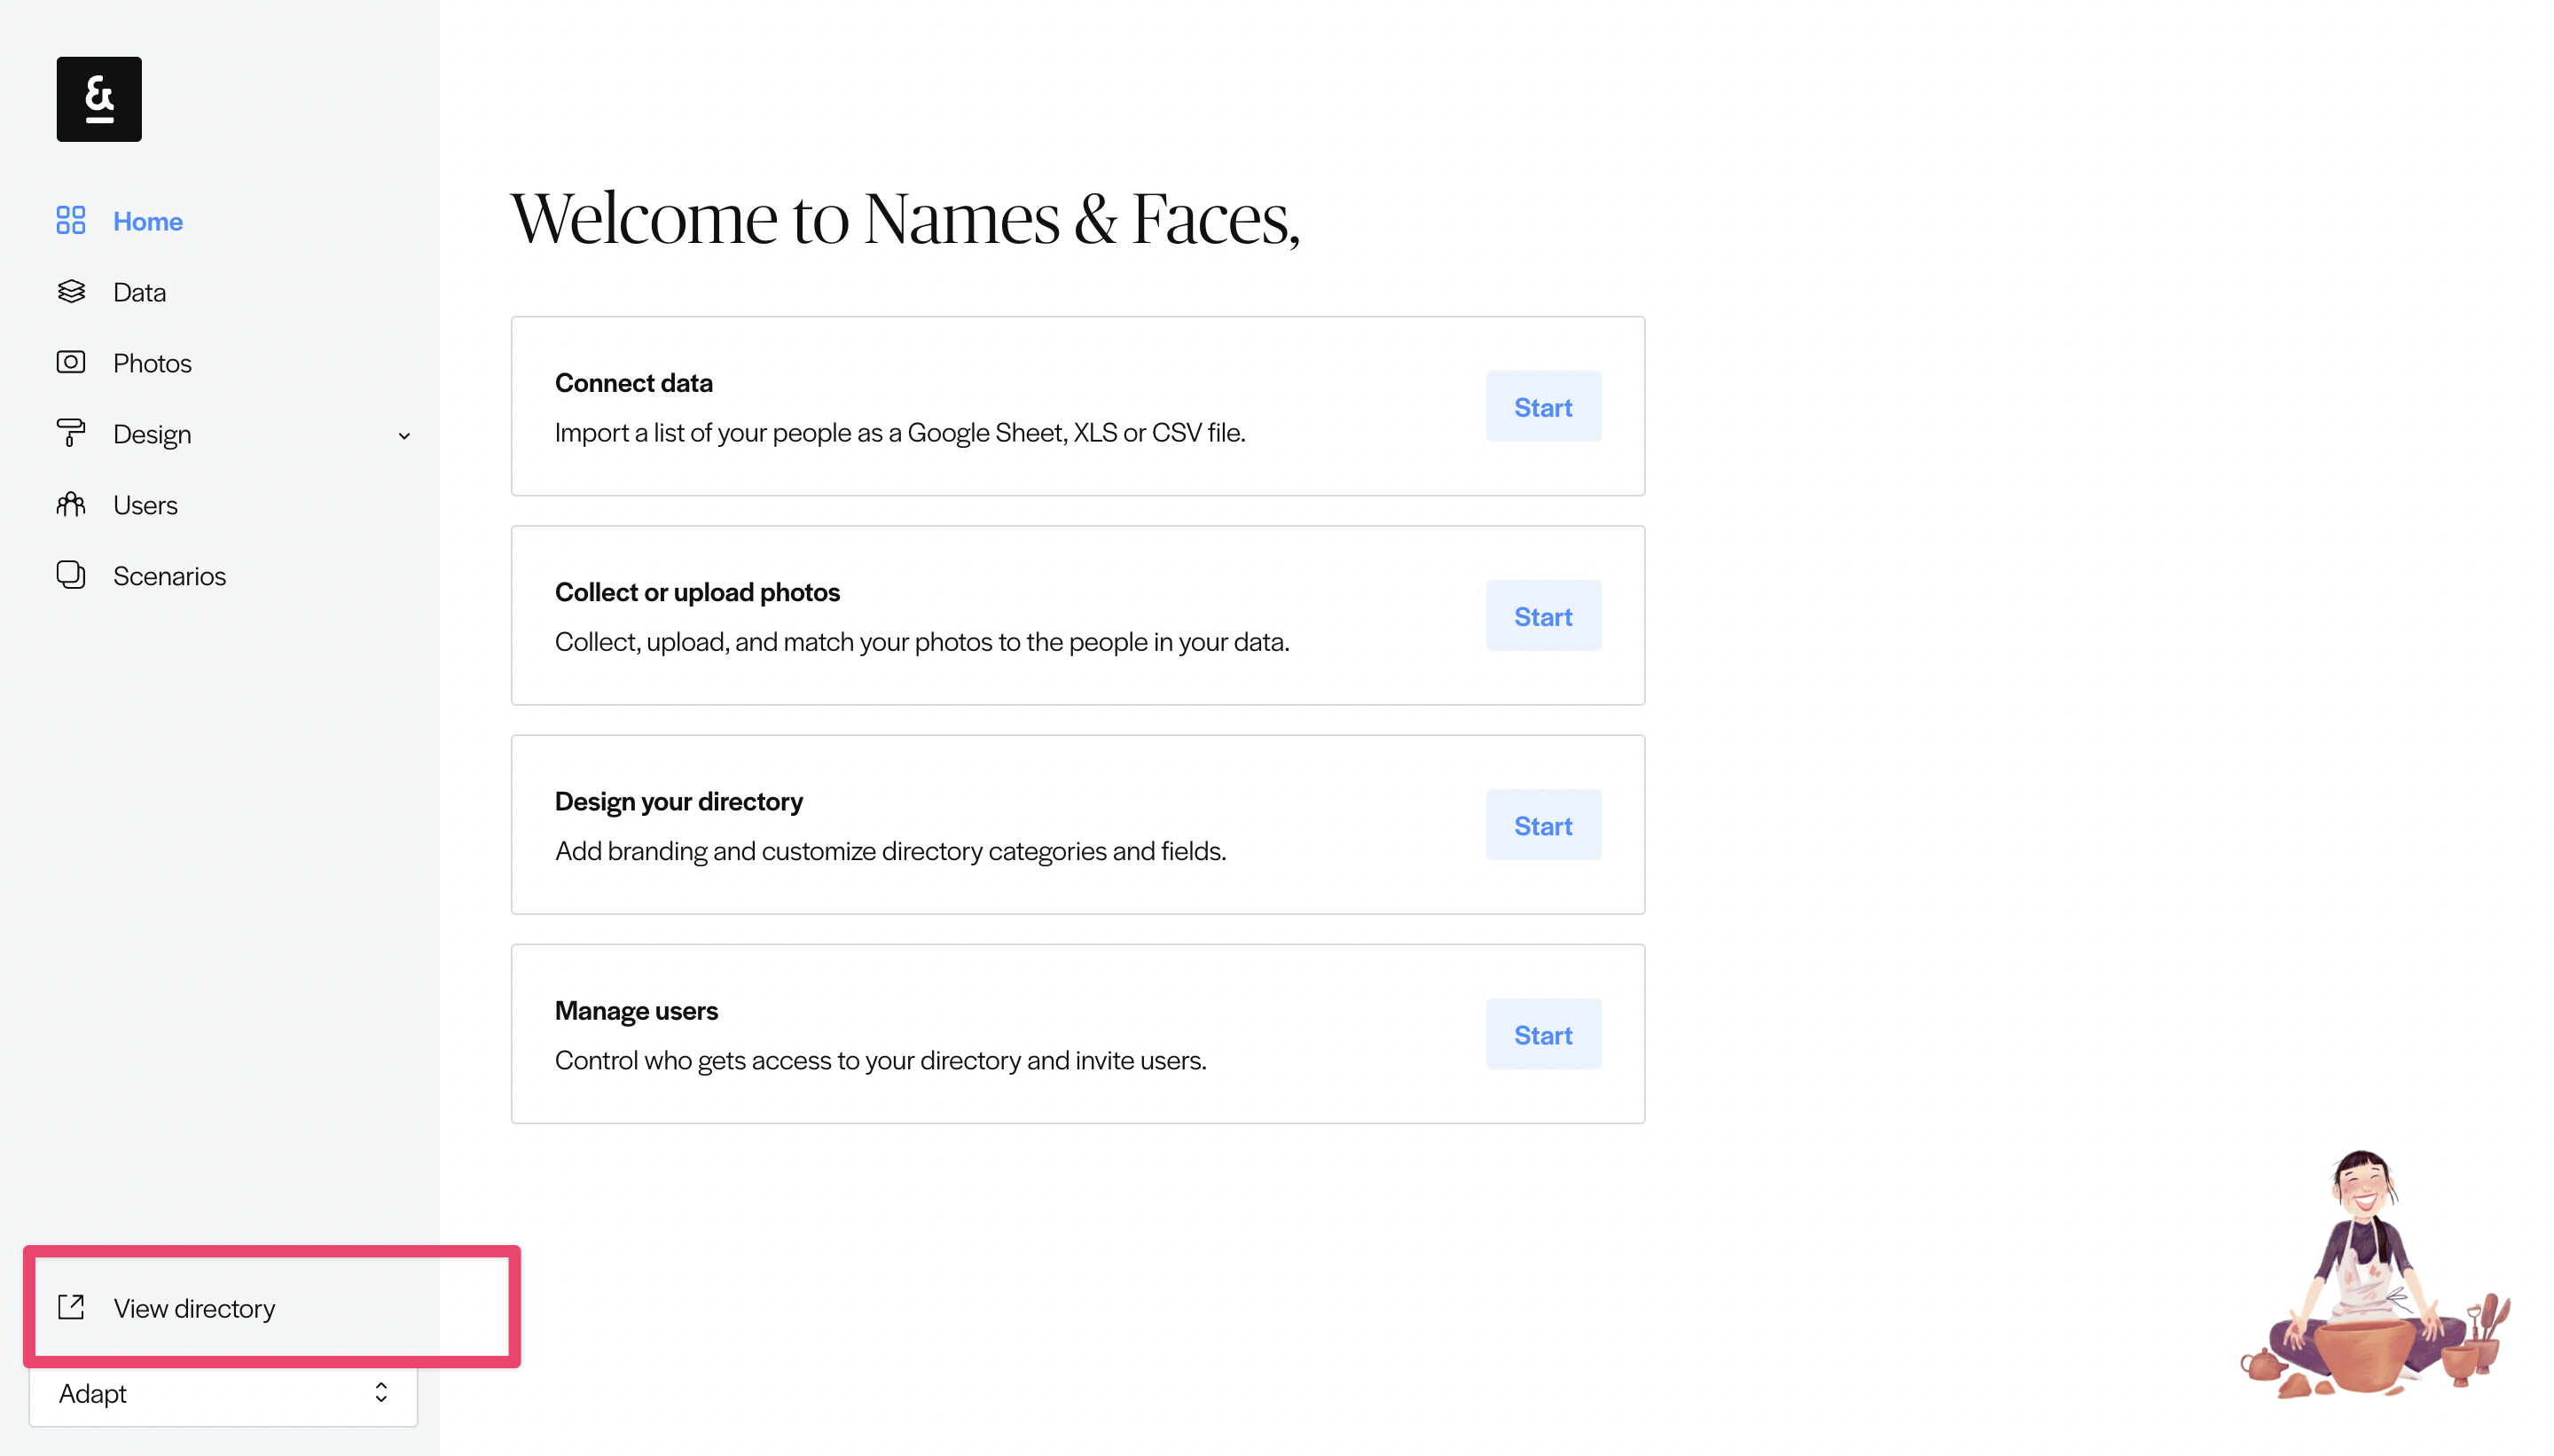 &
Home
Data
Photos
Design
Users
Scenarios
View directory
Adapt
Welcome to Names & Faces,
Connect data
Import a list of your people as a Google Sheet, XLS or CSV file.
Start
Collect or upload photos
Collect, upload, and match your photos to the people in your data.
Start
Design your directory
Add branding and customize directory categories and fields.
Start
Manage users
Control who gets access to your directory and invite users.
Start